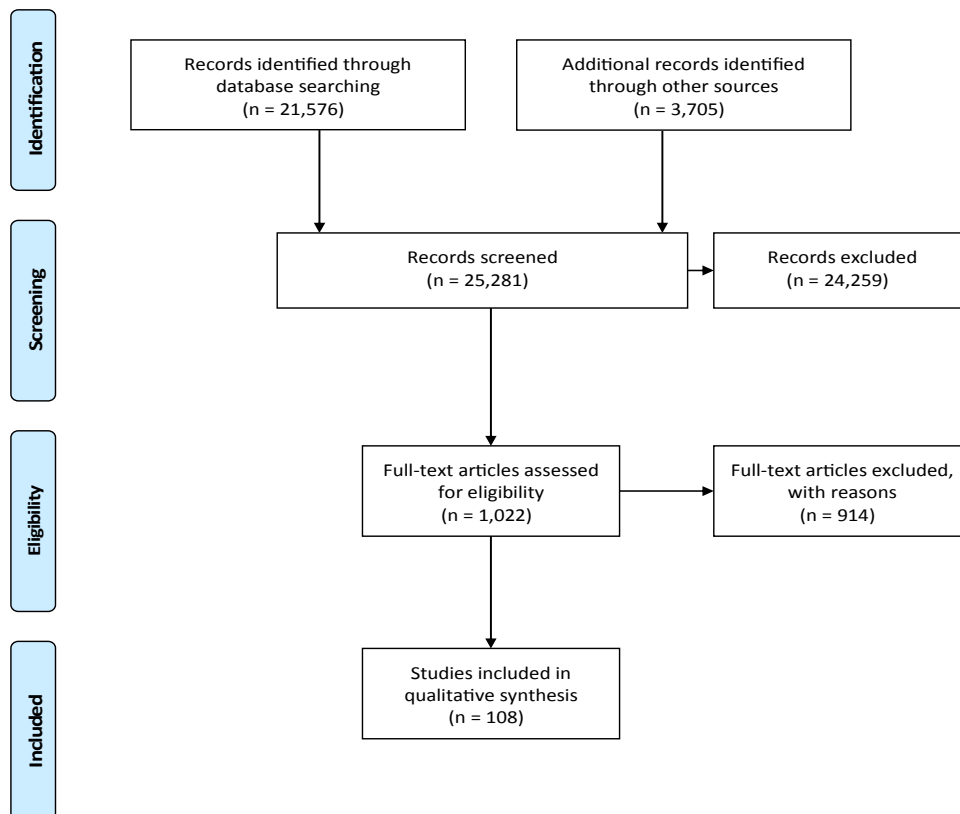 Identification
Records identified through
database searching
(n = 21,576)
Additional records identified
through other sources
(n = 3,705)
Screening
Records screened
(n = 25,281)
Records excluded
(n = 24,259)
Eligibility
Full-text articles assessed
for eligibility
(n = 1,022)
Full-text articles excluded,
with reasons
(n = 914)
Included
Studies included in
qualitative synthesis
(n = 108)